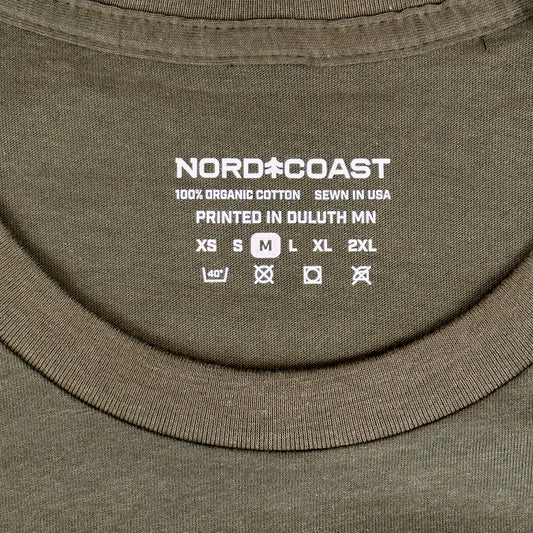 NORD COAST
100% ORGANIC COTTON SEWN IN USA
PRINTED IN DULUTH MN
XS S M L XL 2XL
40°